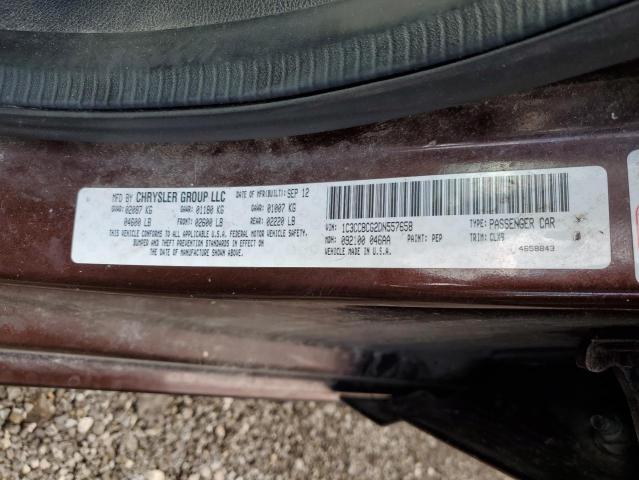 MFD BY CHRYSLER GROUP LLC
DATE OF MFR(BUILT): SEP 12
GVWR: 02087 KG
04600 LB
GAWR: 01180 KG
FRONT: 02600 LB
GAWR: 01007 KG
REAR: 02220 LB
THIS VEHICLE CONFORMS TO ALL APPLICABLE U.S.A. FEDERAL MOTOR VEHICLE SAFETY,
BUMPER AND THEFT PREVENTION STANDARDS IN EFFECT ON
THE DATE OF MANUFACTURE SHOWN ABOVE.
VIN: 1C3CCBCG2DN557658
TYPE: PASSENGER CAR
MDH: 092100 046AA
PAINT: PEP
TRIM: CLX9
VEHICLE MADE IN U.S.A.
4658843